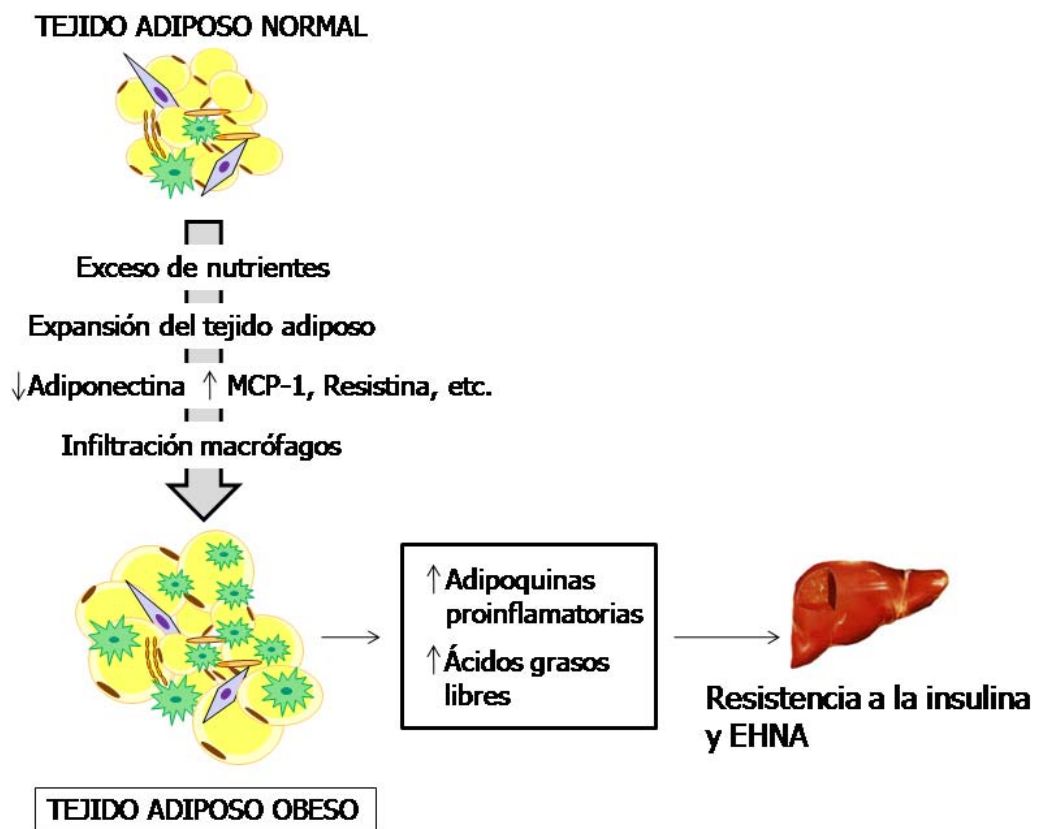 TEJIDO ADIPOSO NORMAL
Exceso de nutrientes
Expansión del tejido adiposo
↓Adiponectina ↑ MCP-1, Resistina, etc.
Infiltración macrófagos
↑Adipoquinas
proinflamatorias
↑Ácidos grasos
libres
Resistencia a la insulina
y EHNA
TEJIDO ADIPOSO OBESO